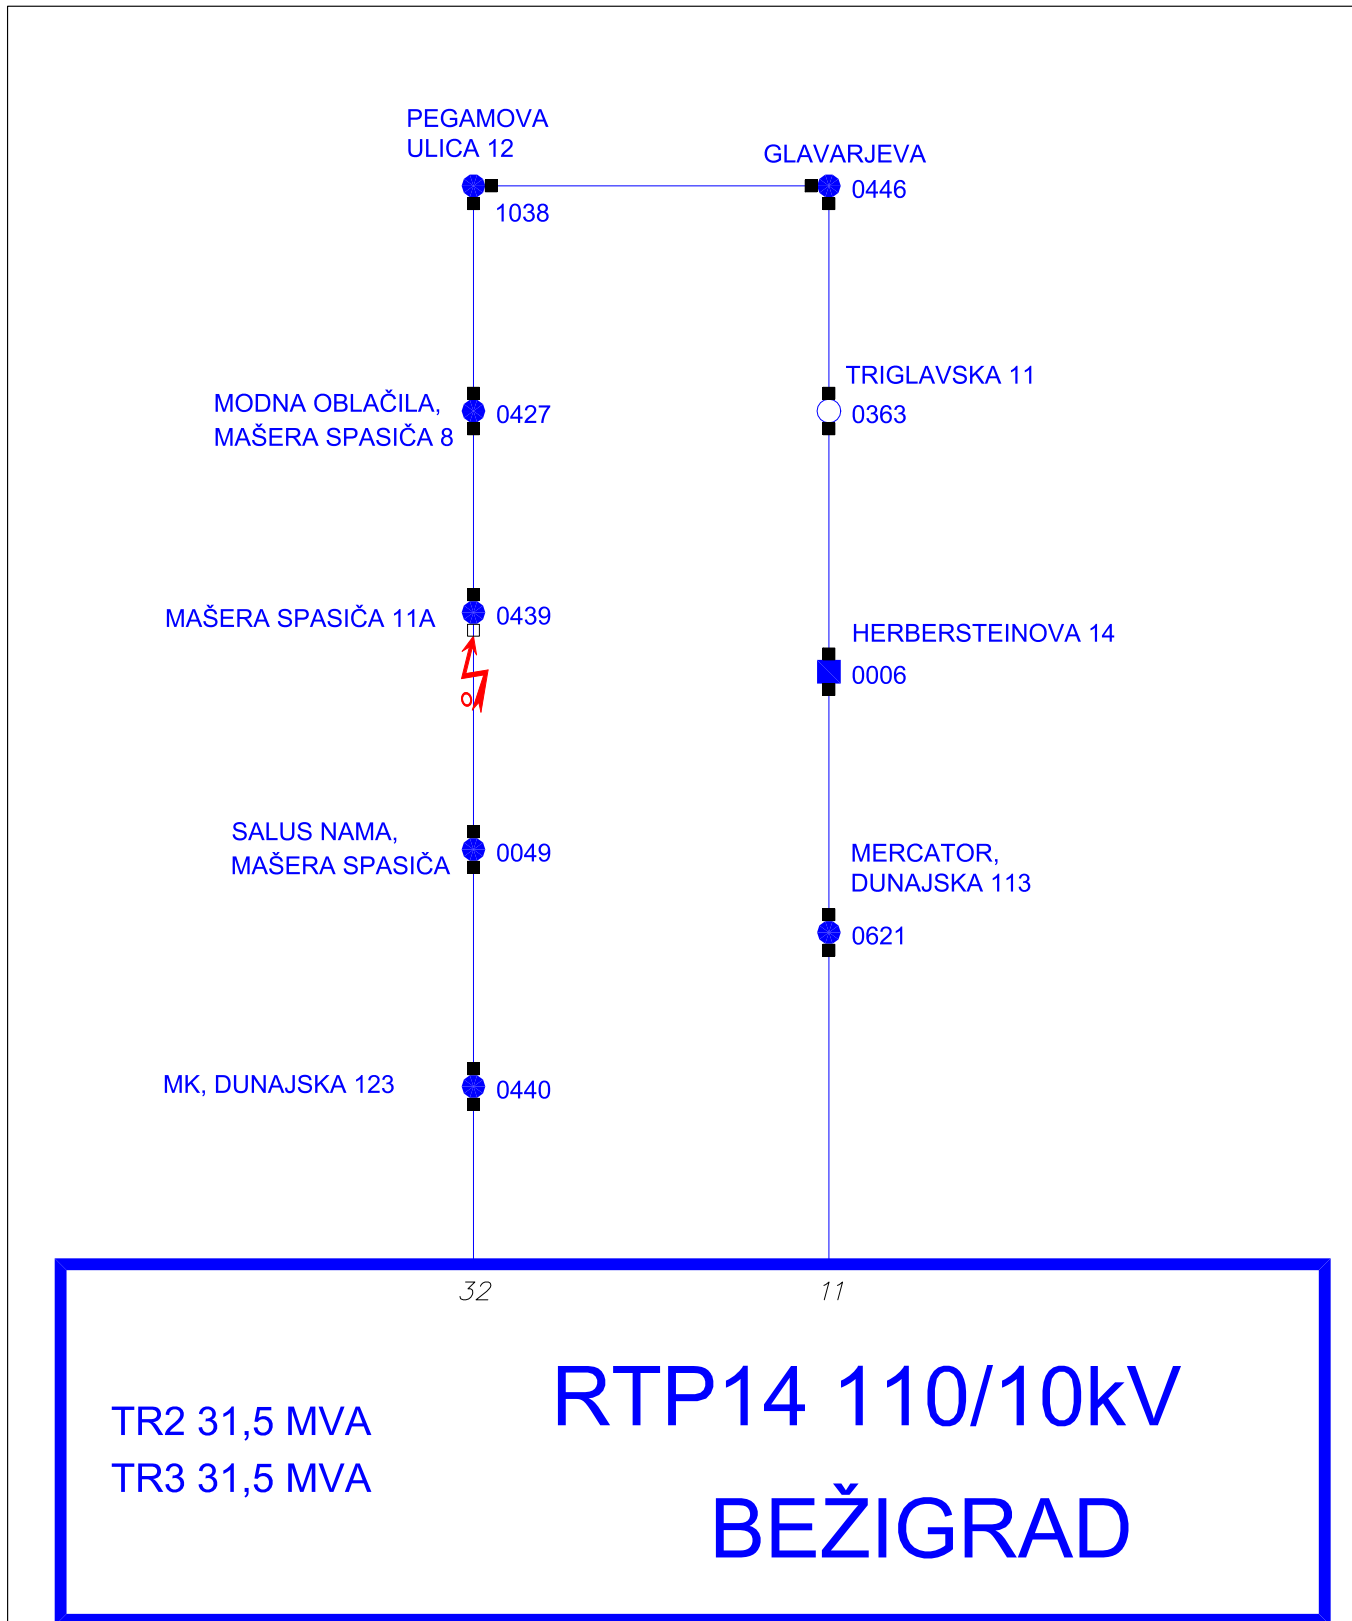 PEGAMOVA
ULICA 12
GLAVARJEVA
0446
1038
TRIGLAVSKA 11
MODNA OBLAČILA,
MAŠERA SPASIČA 8
0427
0363
MAŠERA SPASIČA 11A
0439
HERBERSTEINOVA 14
0006
SALUS NAMA,
MAŠERA SPASIČA
0049
MERCATOR,
DUNAJSKA 113
0621
MK, DUNAJSKA 123
0440
32
11
RTP14 110/10kV
BEŽIGRAD
TR2 31,5 MVA
TR3 31,5 MVA